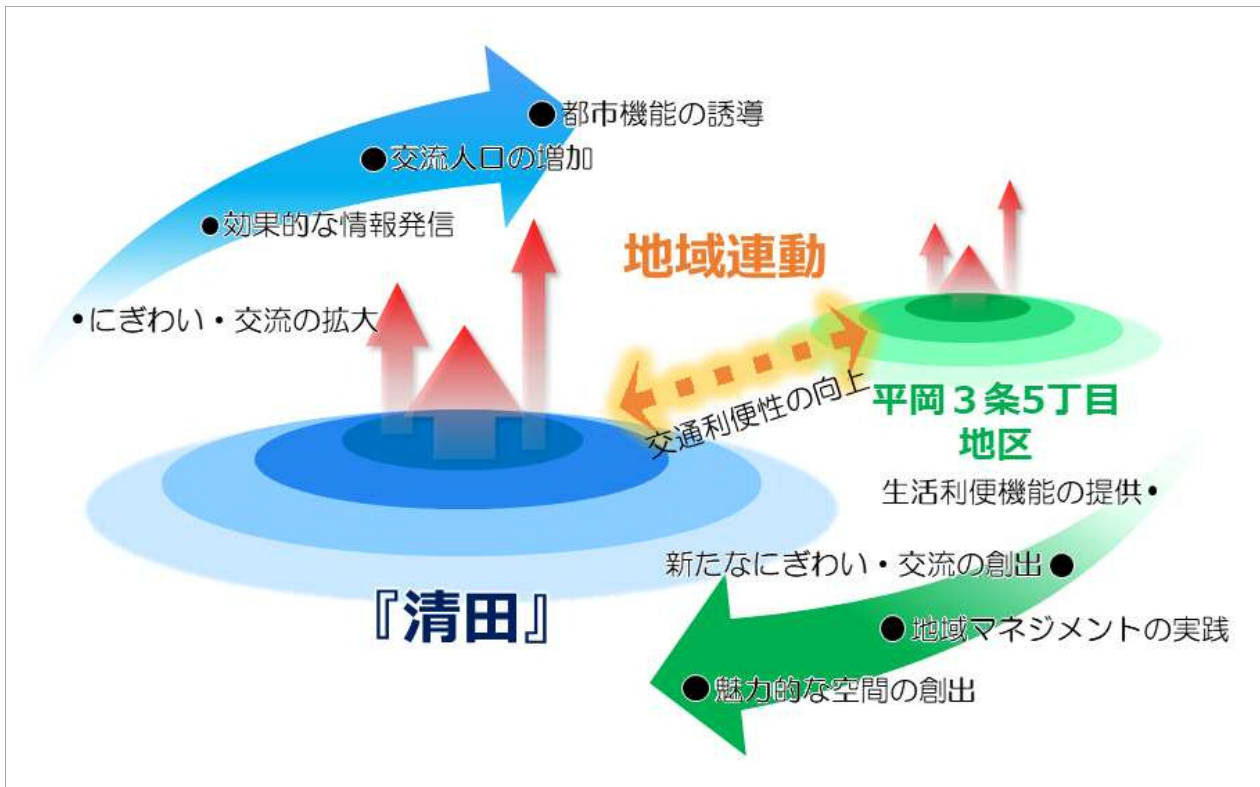 ●都市機能の誘導
●交流人口の増加
●効果的な情報発信
•にぎわい・交流の拡大
地域連動
交通利便性の向上
平岡３条5丁目
地区
『清田』
生活利便機能の提供•
新たなにぎわい・交流の創出●
●地域マネジメントの実践
●魅力的な空間の創出